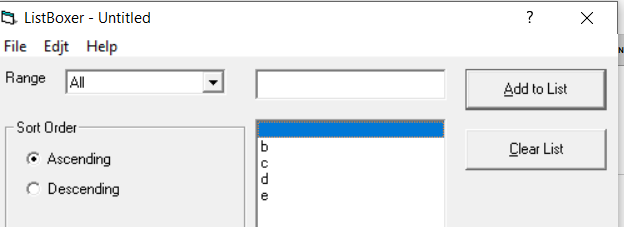 ListBoxer - Untitled
?
File Edjt Help
Range All
Add to List
Sort Order
Ascending
Descending
b
c
d
e
Clear List